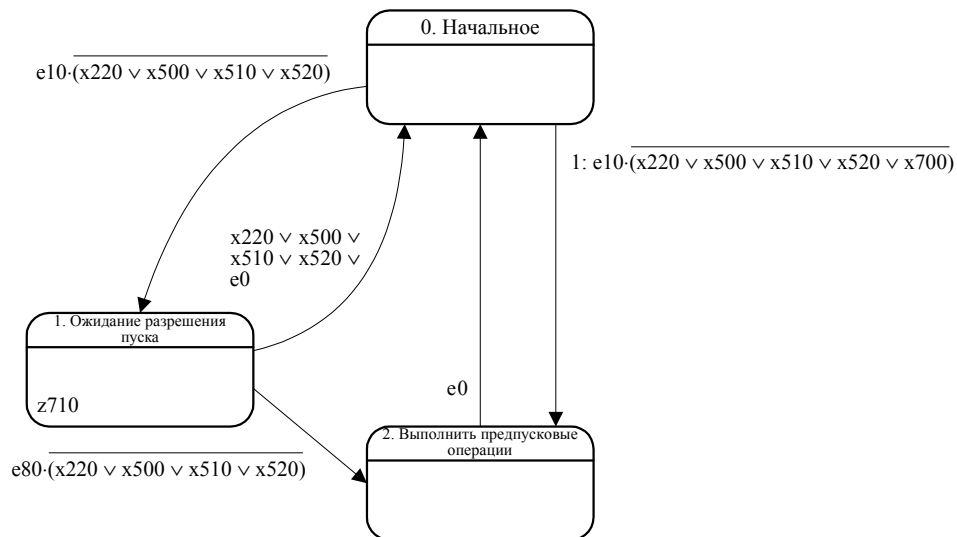 0. Начальное
e10·(x220 ∨ x500 ∨ x510 ∨ x520)
1: e10·(x220 ∨ x500 ∨ x510 ∨ x520 ∨ x700)
x220 ∨ x500 ∨
x510 ∨ x520 ∨
e0
1. Ожидание разрешения
пуска
z710
e0
2. Выполнить предпусковые
операции
e80·(x220 ∨ x500 ∨ x510 ∨ x520)